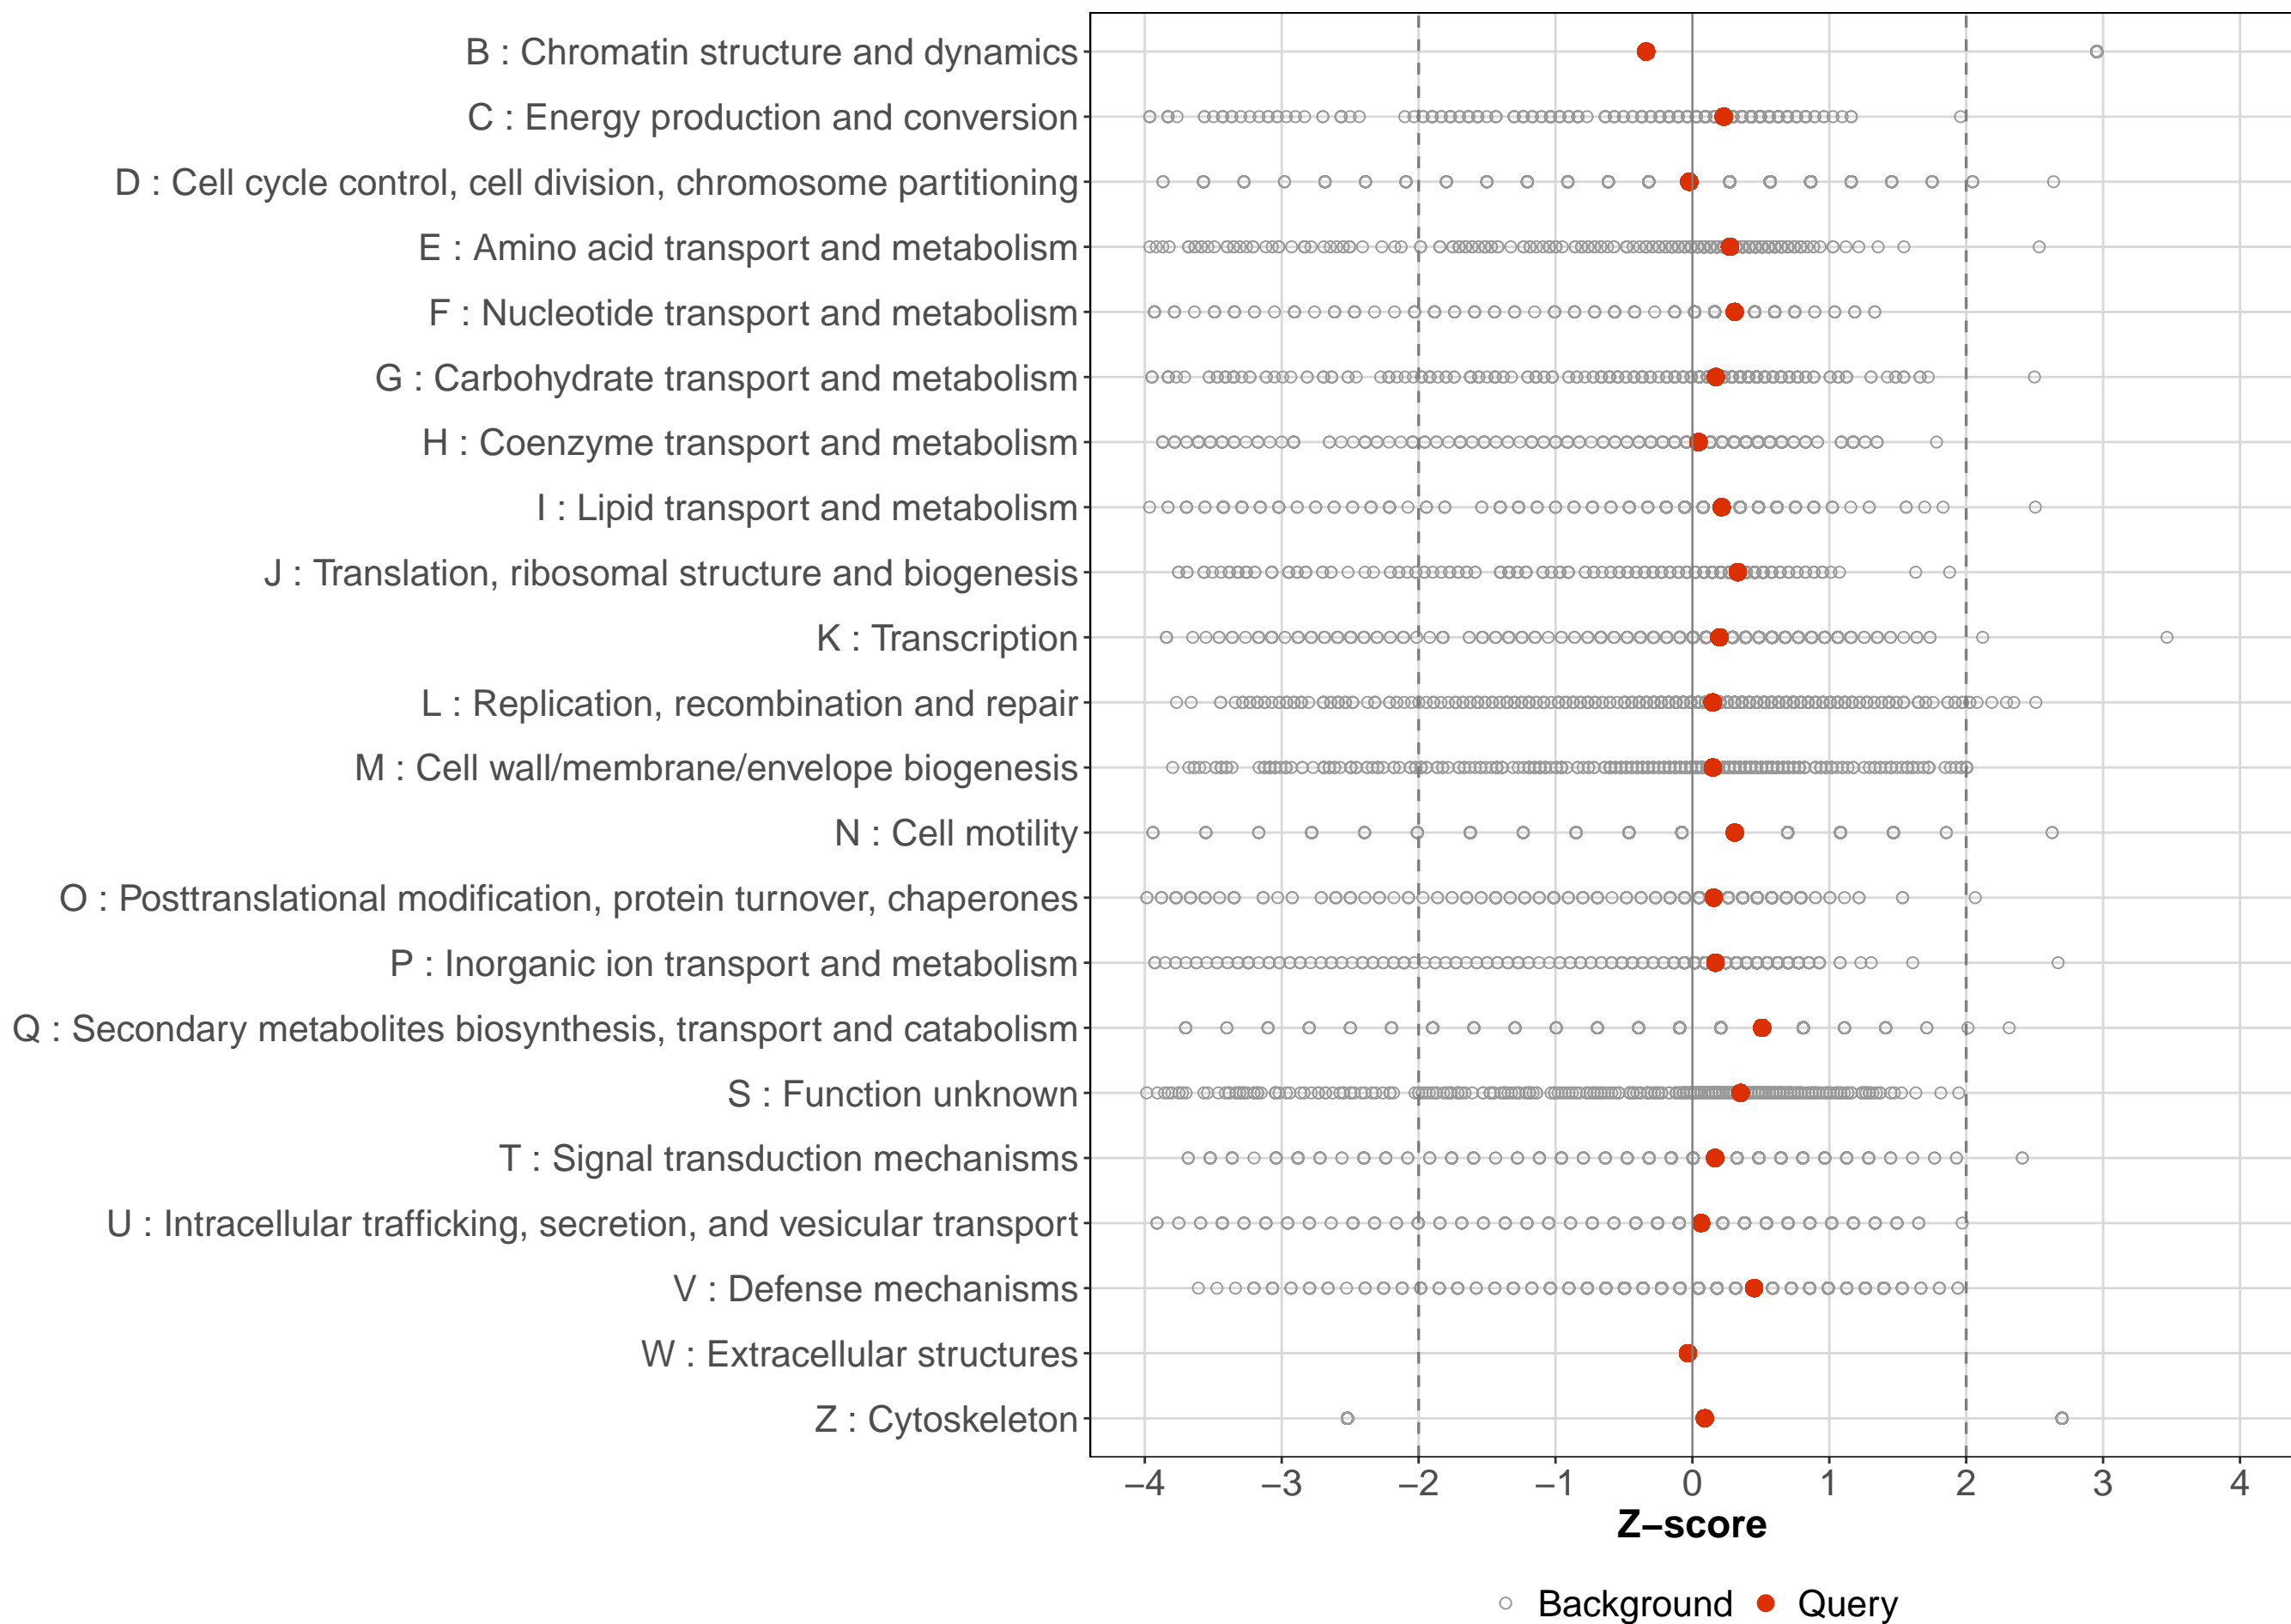 B : Chromatin structure and dynamics
C : Energy production and conversion
D : Cell cycle control, cell division, chromosome partitioning
E : Amino acid transport and metabolism
F : Nucleotide transport and metabolism
G : Carbohydrate transport and metabolism
H : Coenzyme transport and metabolism
I : Lipid transport and metabolism
J : Translation, ribosomal structure and biogenesis
K : Transcription
L : Replication, recombination and repair
M : Cell wall/membrane/envelope biogenesis
N : Cell motility
O : Posttranslational modification, protein turnover, chaperones
P : Inorganic ion transport and metabolism
Q : Secondary metabolites biosynthesis, transport and catabolism
S : Function unknown
T : Signal transduction mechanisms
U : Intracellular trafficking, secretion, and vesicular transport
V : Defense mechanisms
W : Extracellular structures
Z : Cytoskeleton
−4 −3 −2 −1 0 1 2 3 4
Z−score
Background Query